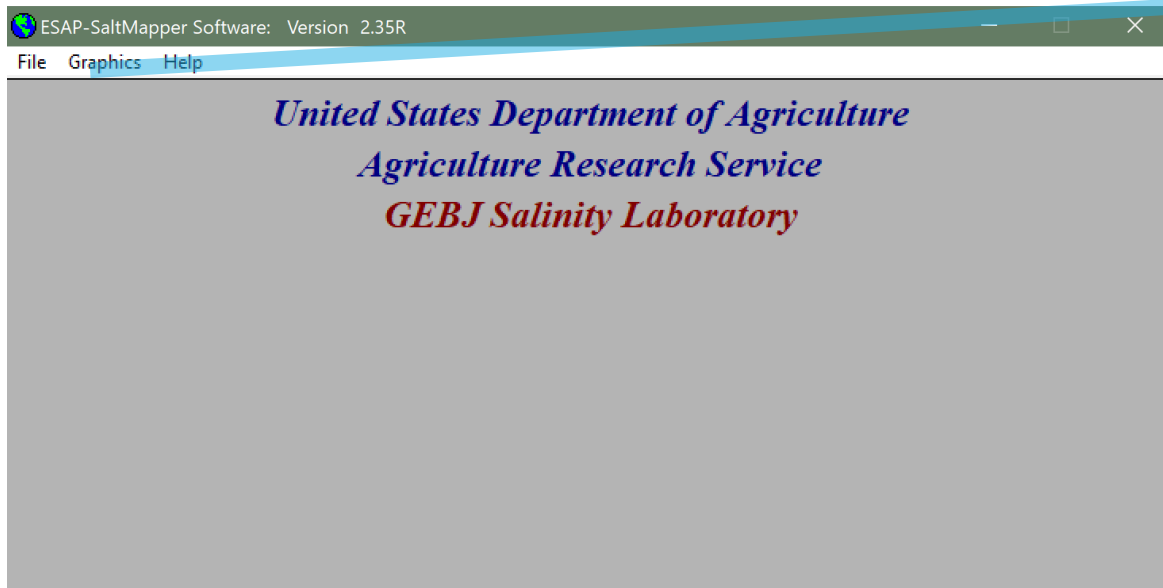 ESAP-SaltMapper Software: Version 2.35R
File Graphics Help
United States Department of Agriculture
Agriculture Research Service
GEBJ Salinity Laboratory